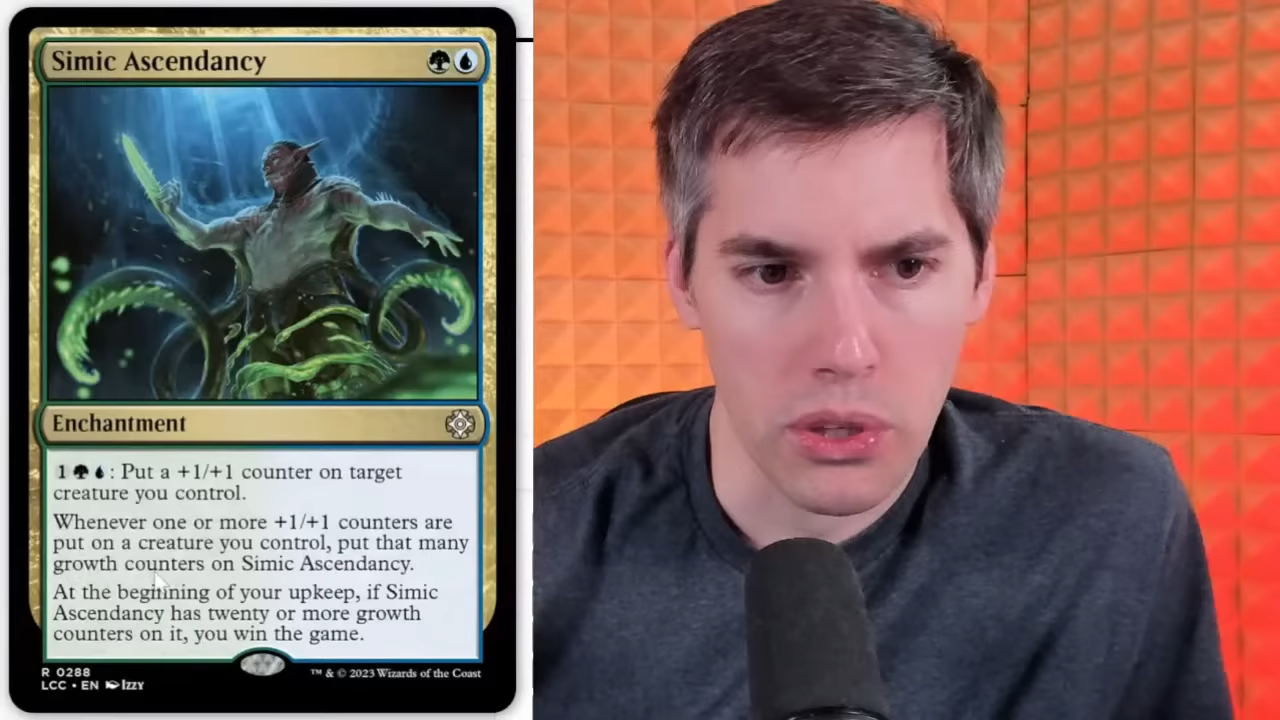 Simic Ascendancy
Enchantment
1 : Put a +1/+1 counter on target
creature you control.
Whenever one or more +1/+1 counters are
put on a creature you control, put that many
growth counters on Simic Ascendancy.
At the beginning of your upkeep, if Simic
Ascendancy has twenty or more growth
counters on it, you win the game.
R 0288
LCC • EN Izzy
™ & © 2023 Wizards of the Coast